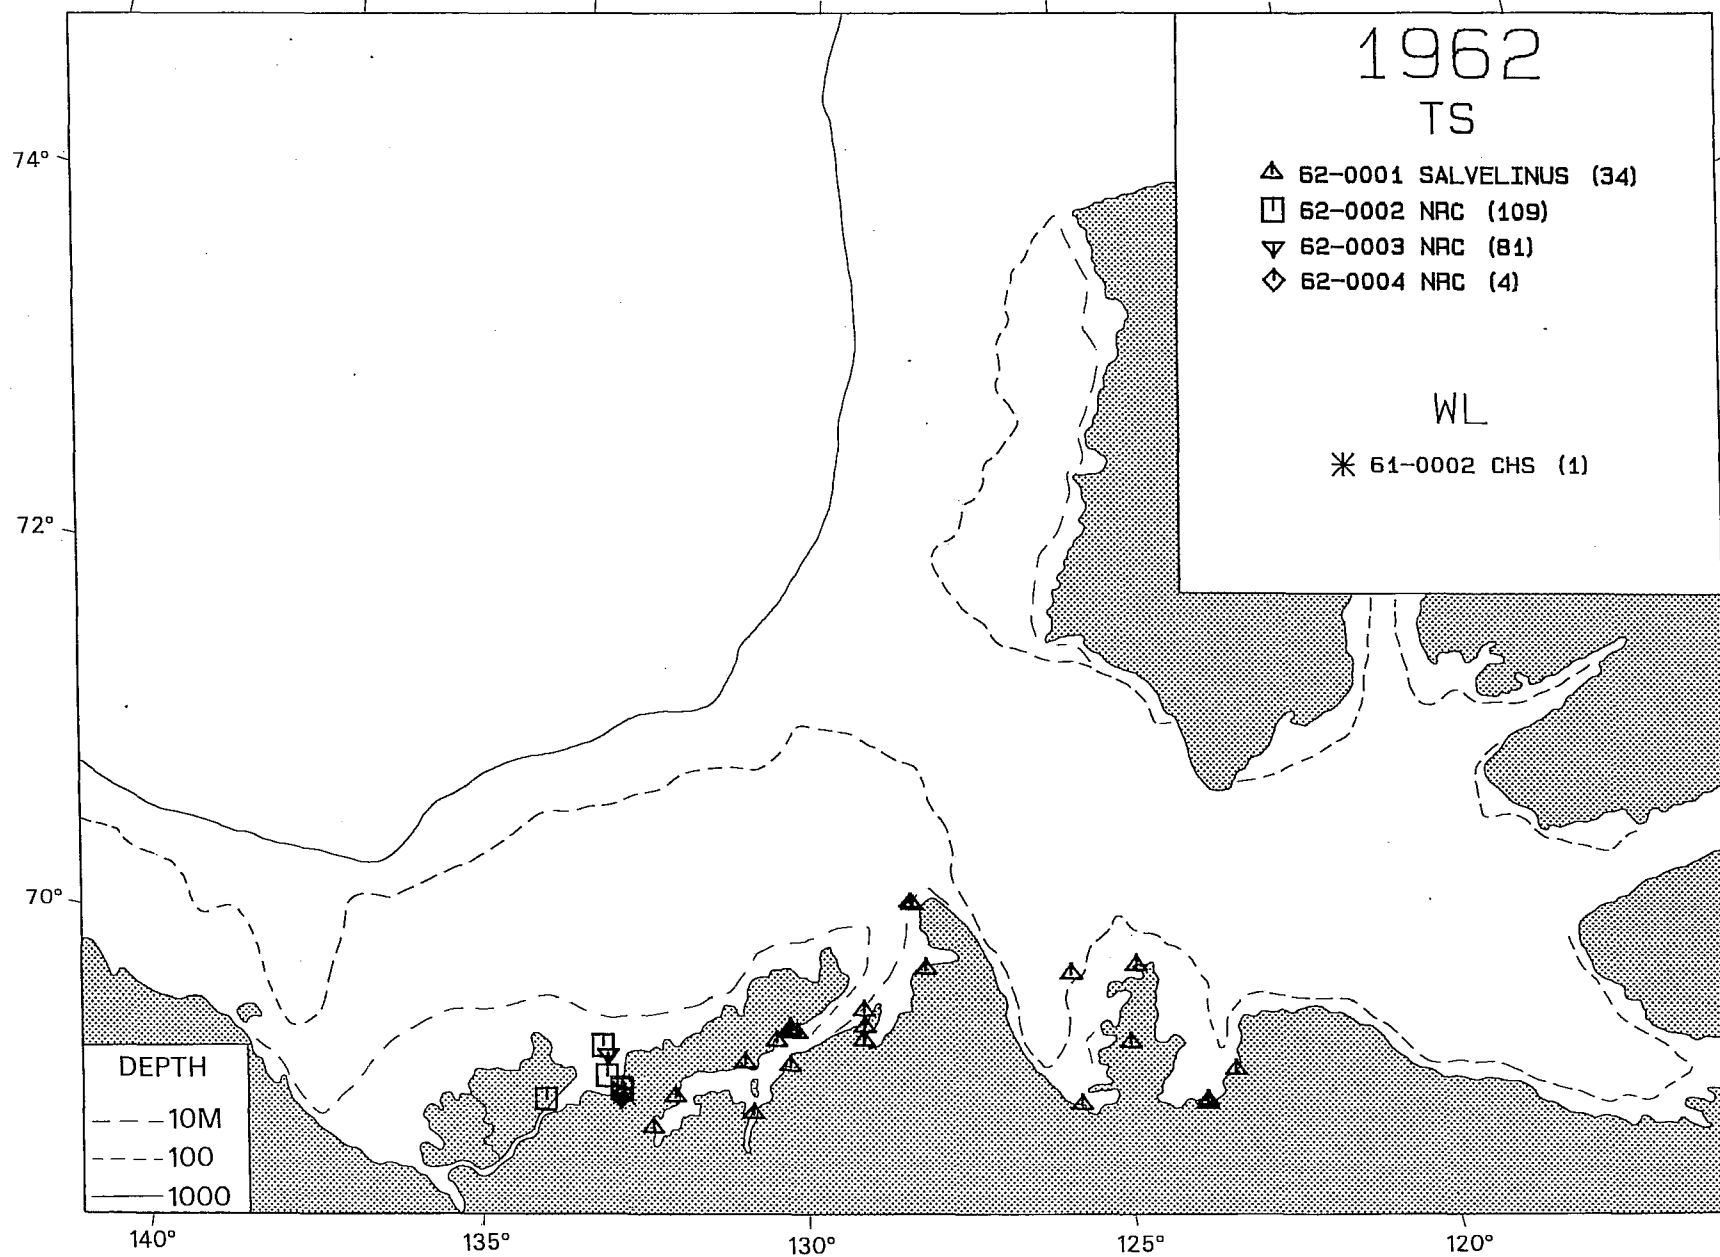 1962
TS
62-0001 SALVELINUS (34)
62-0002 NRC (109)
62-0003 NRC (81)
62-0004 NRC (4)
WL
61-0002 CHS (1)
74°
72°
70°
DEPTH
10M
100
1000
140°
135°
130°
125°
120°